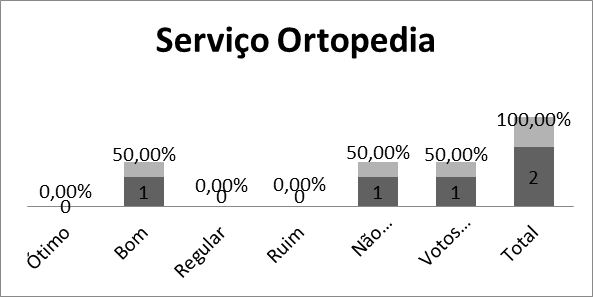 Serviço Ortopedia
0,00%
0
50,00%
1
0,00%
0
0,00%
0
50,00%
1
50,00%
1
100,00%
2
Ótimo
Bom
Regular
Ruim
Não...
Votos...
Total